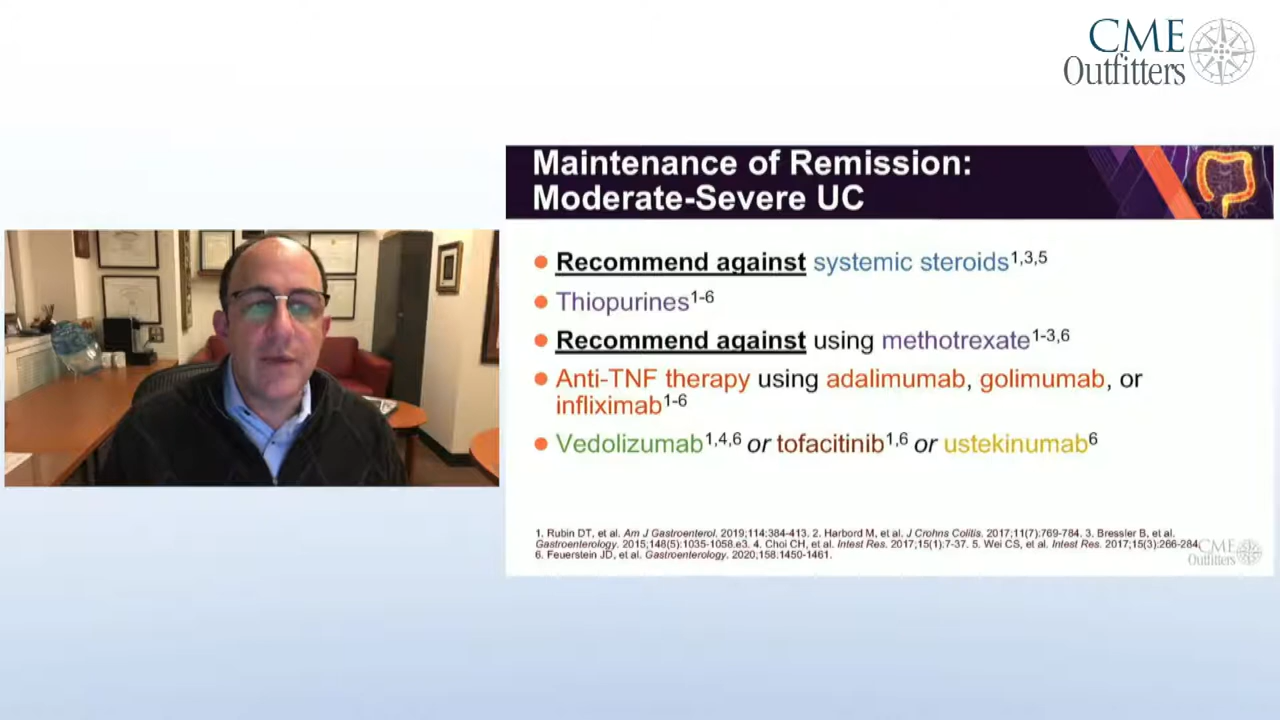 CME
Outfitters
Maintenance of Remission:
Moderate-Severe UC
Recommend against systemic steroids1,3,5
Thiopurines1-6
Recommend against using methotrexate1-3,6
Anti-TNF therapy using adalimumab, golimumab, or
infliximab1-6
Vedolizumab1,4,6 or tofacitinib1,6 or ustekinumab6
1. Rubin DT, et al. Am J Gastroenterol. 2019;114:384-413. 2. Harbord M, et al. J Crohns Colitis. 2017;11(7):769-784. 3. Bressler B, et al.
Gastroenterology. 2015;148(5):1035-1058.e3. 4. Choi CH, et al. Intest Res. 2017;15(1):7-37. 5. Wei CS, et al. Intest Res. 2017;15(3):266-284
6. Feuerstein JD, et al. Gastroenterology. 2020;158:1450-1461.
CME
Outfitters